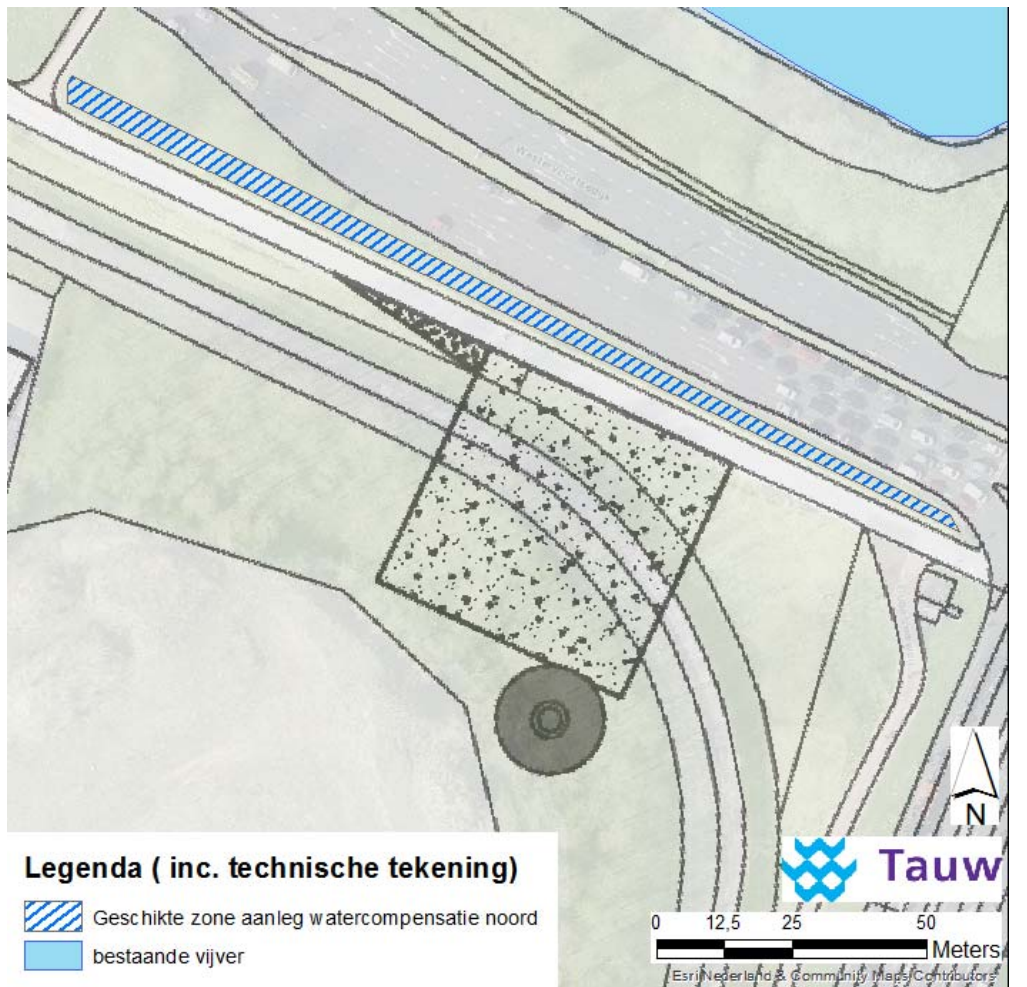 N
Tauw
Legenda ( inc. technische tekening)
Geschikte zone aanleg watercompensatie noord
bestaande vijver
0 12,5 25 50
Meters
Esri Nederland & Community Maps Contributors